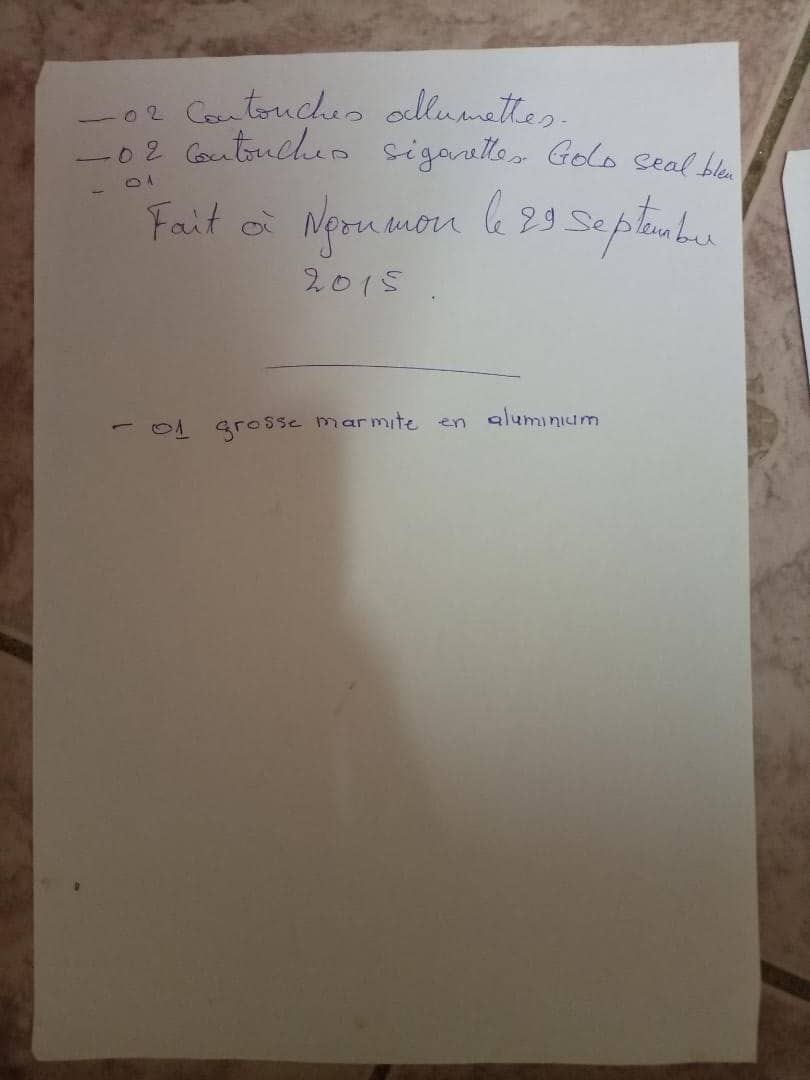 — 02 Cartouches allumettes.
— 02 Cartouches sigarettes Gold seal bleu
- 01
Fait à Ngoumou le 29 Septembre
2015.
- 01 grosse marmite en aluminium